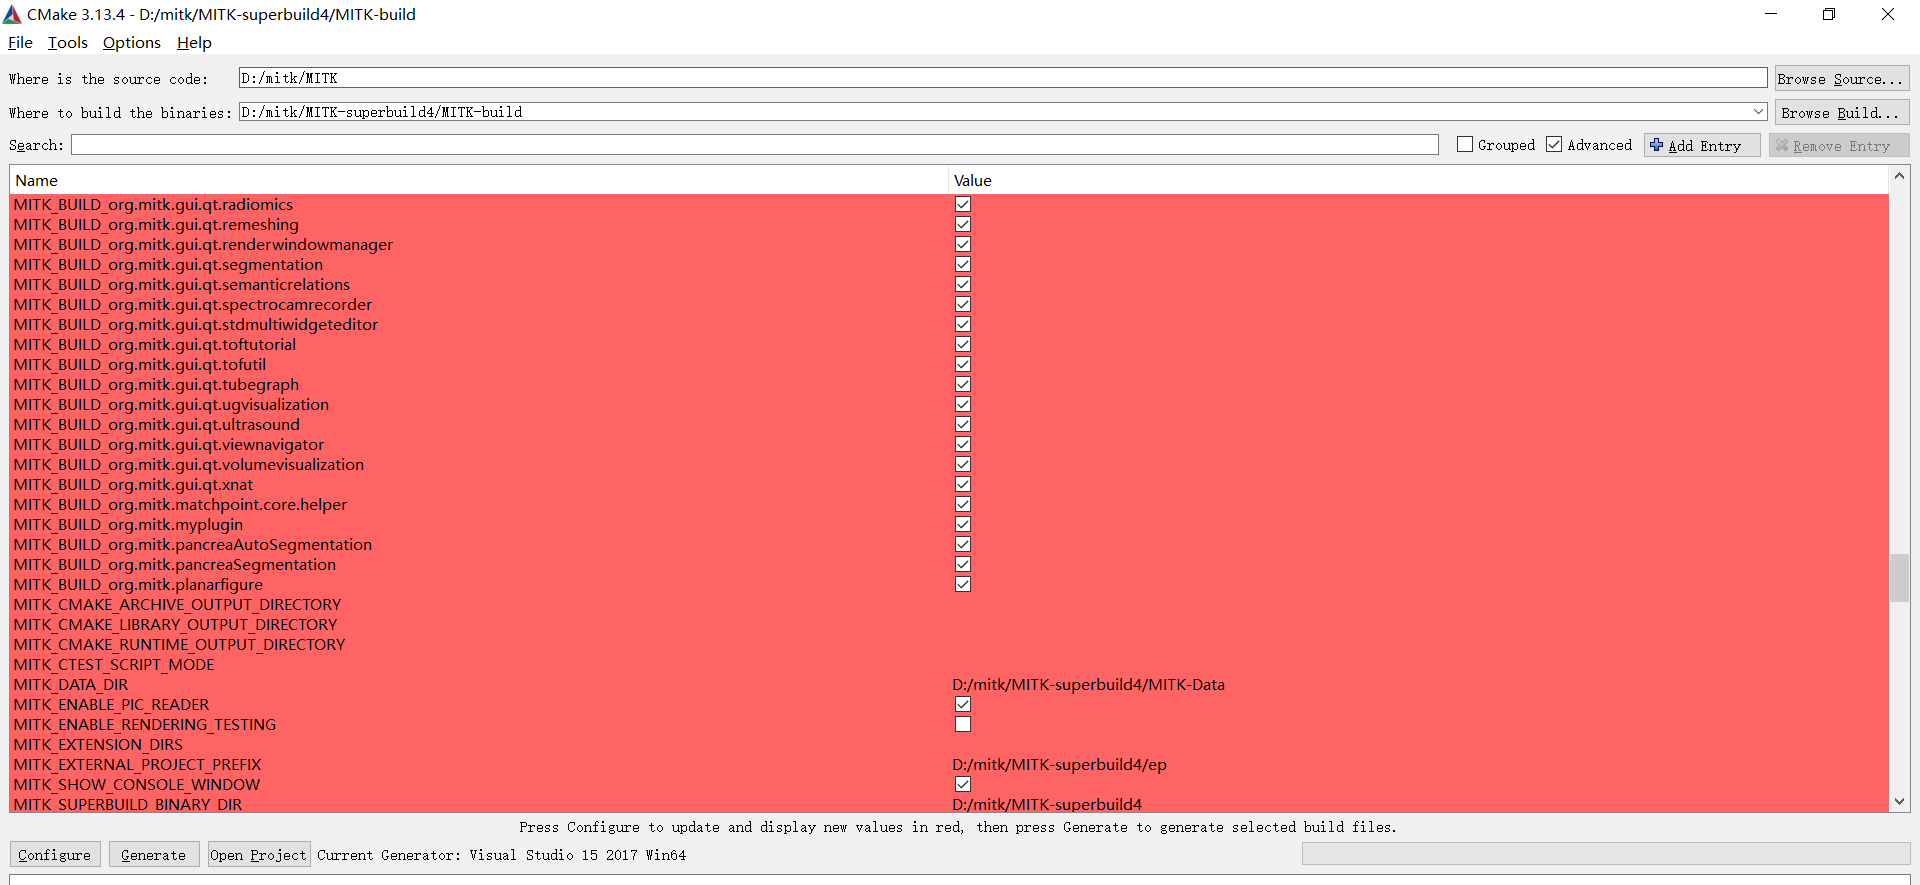 CMake 3.13.4 - D:/mitk/MITK-superbuild4/MITK-build
File Tools Options Help
Where is the source code: D:/mitk/MITK Browse Source...
Where to build the binaries: D:/mitk/MITK-superbuild4/MITK-build Browse Build...
Search: Grouped Advanced Add Entry Remove Entry
Name Value
MITK_BUILD_org.mitk.gui.qt.radiomics
MITK_BUILD_org.mitk.gui.qt.remeshing
MITK_BUILD_org.mitk.gui.qt.renderwindowmanager
MITK_BUILD_org.mitk.gui.qt.segmentation
MITK_BUILD_org.mitk.gui.qt.semanticrelations
MITK_BUILD_org.mitk.gui.qt.spectrocamrecorder
MITK_BUILD_org.mitk.gui.qt.stdmultiwidgeteditor
MITK_BUILD_org.mitk.gui.qt.toftutorial
MITK_BUILD_org.mitk.gui.qt.tofutil
MITK_BUILD_org.mitk.gui.qt.tubegraph
MITK_BUILD_org.mitk.gui.qt.ugvisualization
MITK_BUILD_org.mitk.gui.qt.ultrasound
MITK_BUILD_org.mitk.gui.qt.viewnavigator
MITK_BUILD_org.mitk.gui.qt.volumevisualization
MITK_BUILD_org.mitk.gui.qt.xnat
MITK_BUILD_org.mitk.matchpoint.core.helper
MITK_BUILD_org.mitk.myplugin
MITK_BUILD_org.mitk.pancreaAutoSegmentation
MITK_BUILD_org.mitk.pancreaSegmentation
MITK_BUILD_org.mitk.planarfigure
MITK_CMAKE_ARCHIVE_OUTPUT_DIRECTORY
MITK_CMAKE_LIBRARY_OUTPUT_DIRECTORY
MITK_CMAKE_RUNTIME_OUTPUT_DIRECTORY
MITK_CTEST_SCRIPT_MODE
MITK_DATA_DIR D:/mitk/MITK-superbuild4/MITK-Data
MITK_ENABLE_PIC_READER
MITK_ENABLE_RENDERING_TESTING
MITK_EXTENSION_DIRS
MITK_EXTERNAL_PROJECT_PREFIX D:/mitk/MITK-superbuild4/ep
MITK_SHOW_CONSOLE_WINDOW
MITK_SUPERBUILD_BINARY_DIR D:/mitk/MITK-superbuild4
Press Configure to update and display new values in red, then press Generate to generate selected build files.
Configure Generate Open Project Current Generator: Visual Studio 15 2017 Win64